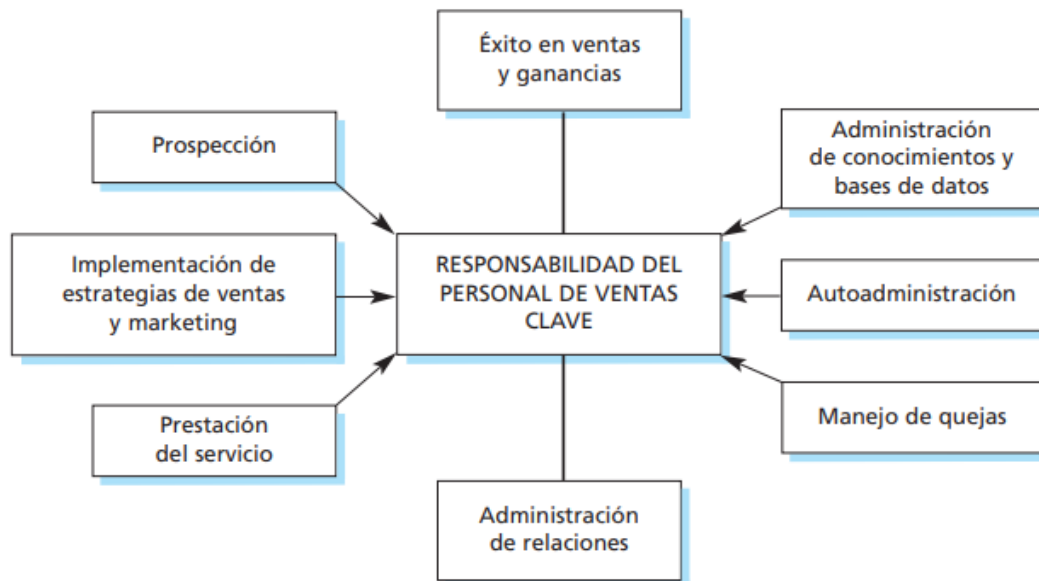 Éxito en ventas
y ganancias
Prospección
Administración
de conocimientos y
bases de datos
Implementación de
estrategias de ventas
y marketing
RESPONSABILIDAD DEL
PERSONAL DE VENTAS
CLAVE
Autoadministración
Prestación
del servicio
Manejo de quejas
Administración
de relaciones